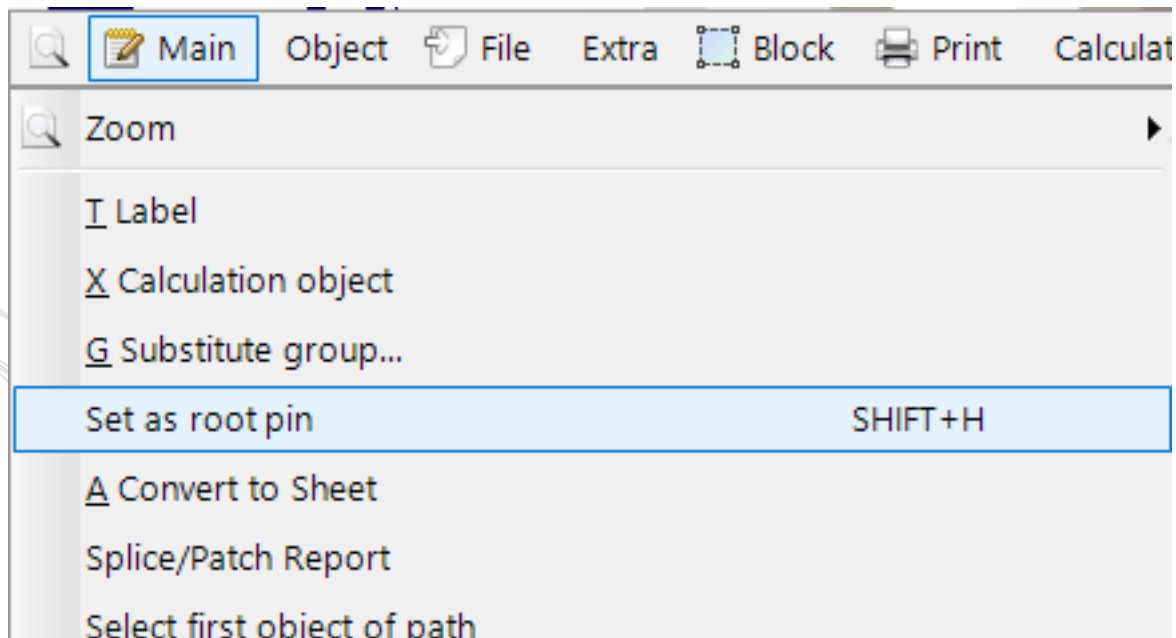 Main Object File Extra Block Print Calculat
Zoom
T Label
X Calculation object
G Substitute group...
Set as root pin SHIFT+H
A Convert to Sheet
Splice/Patch Report
Select first object of path